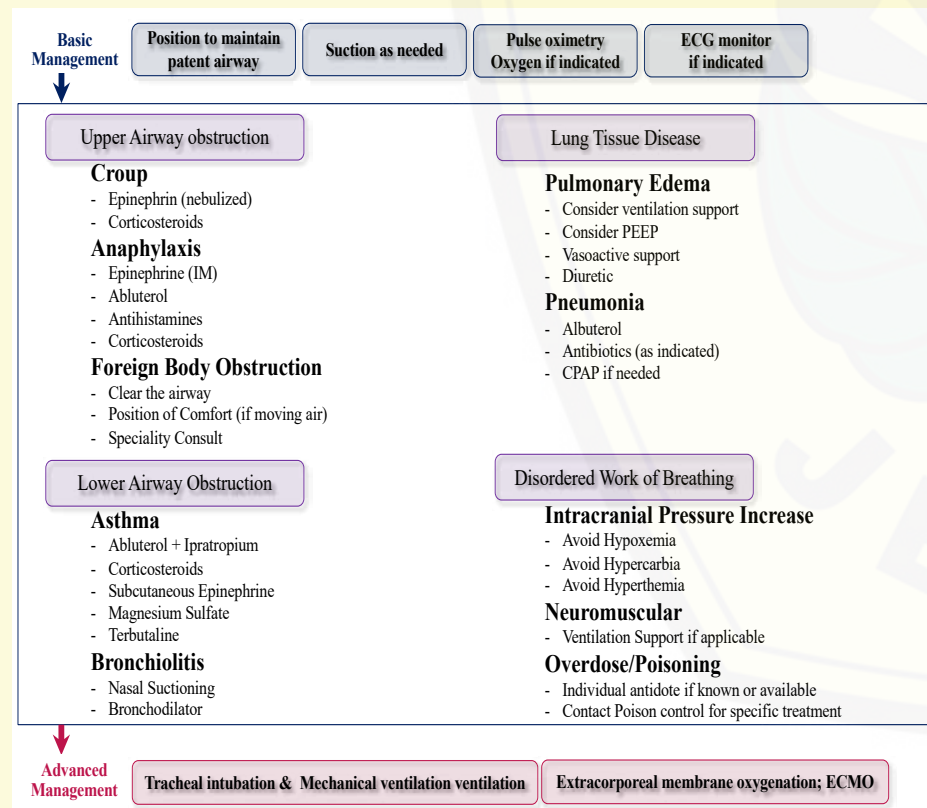 Basic
Management
Position to maintain
patent airway
Suction as needed
Pulse oximetry
Oxygen if indicated
ECG monitor
if indicated
Upper Airway obstruction
Croup
- Epinephrin (nebulized)
- Corticosteroids
Anaphylaxis
- Epinephrine (IM)
- Abluterol
- Antihistamines
- Corticosteroids
Foreign Body Obstruction
- Clear the airway
- Position of Comfort (if moving air)
- Speciality Consult
Lung Tissue Disease
Pulmonary Edema
- Consider ventilation support
- Consider PEEP
- Vasoactive support
- Diuretic
Pneumonia
- Albuterol
- Antibiotics (as indicated)
- CPAP if needed
Lower Airway Obstruction
Asthma
- Abluterol + Ipratropium
- Corticosteroids
- Subcutaneous Epinephrine
- Magnesium Sulfate
- Terbutaline
Bronchiolitis
- Nasal Suctioning
- Bronchodilator
Disordered Work of Breathing
Intracranial Pressure Increase
- Avoid Hypoxemia
- Avoid Hypercarbia
- Avoid Hyperthemia
Neuromuscular
- Ventilation Support if applicable
Overdose/Poisoning
- Individual antidote if known or available
- Contact Poison control for specific treatment
Advanced
Management
Tracheal intubation & Mechanical ventilation ventilation
Extracorporeal membrane oxygenation; ECMO